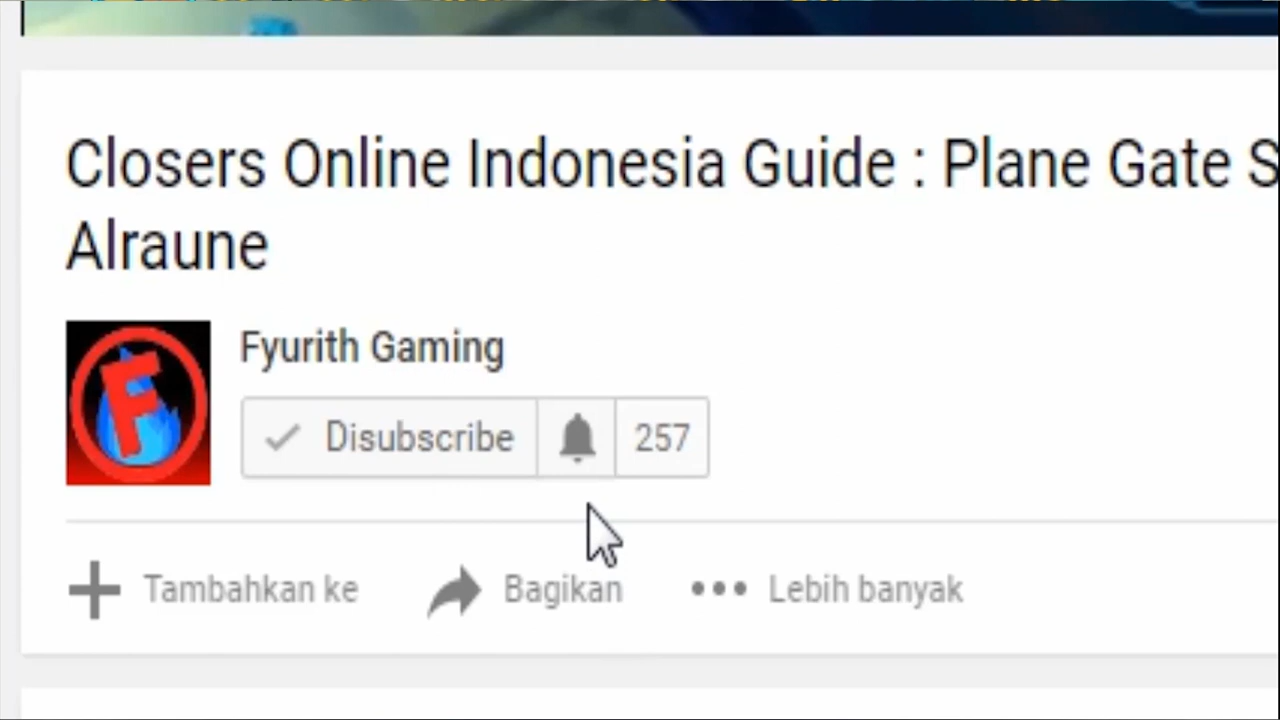 Closers Online Indonesia Guide : Plane Gate S
Alraune
F
Fyurith Gaming
Disubscribe 257
Tambahkan ke Bagikan Lebih banyak